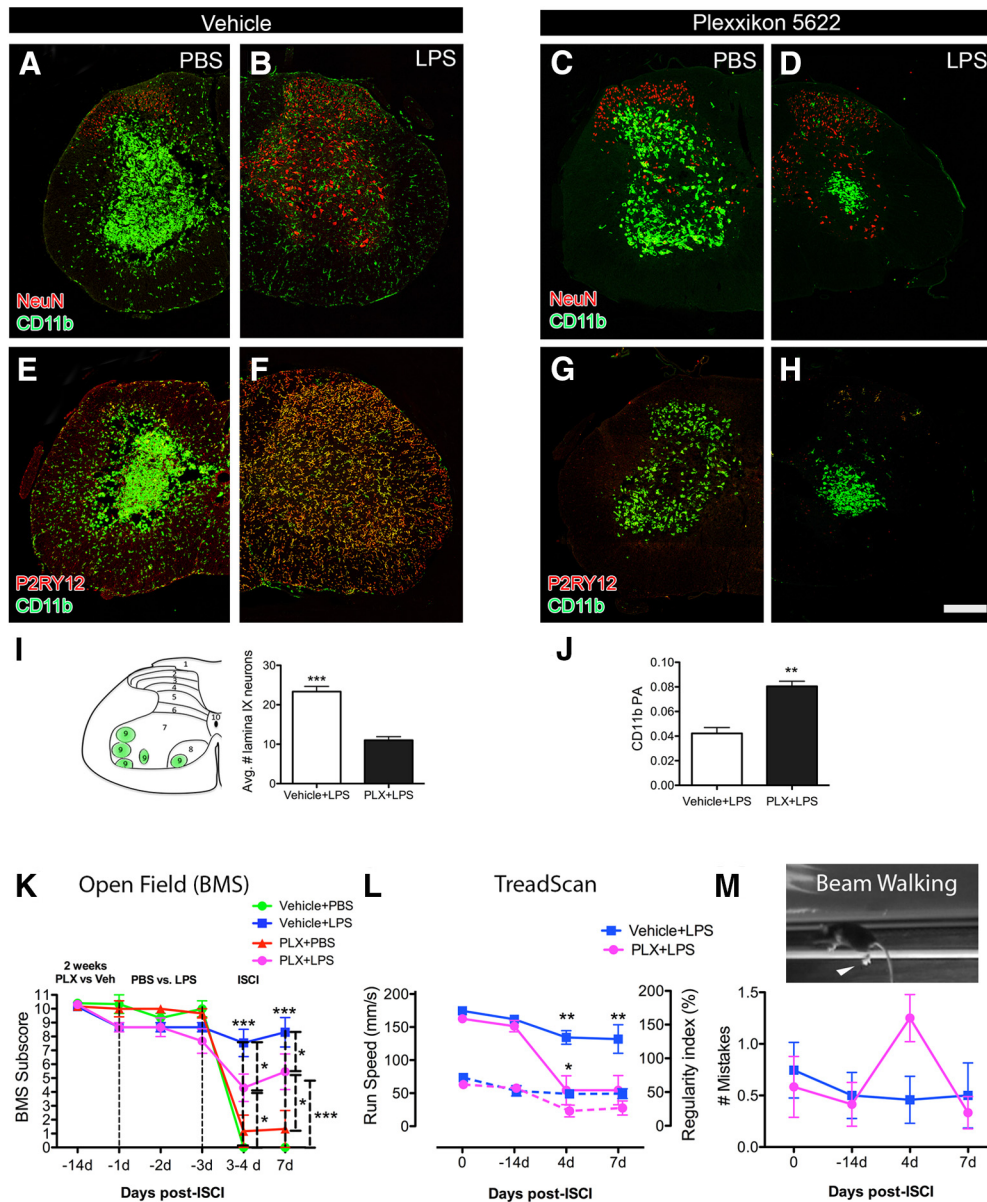 Vehicle
Plexxikon 5622
A PBS
B LPS
C PBS
D LPS
NeuN
CD11b
NeuN
CD11b
E
F
G
H
P2RY12
CD11b
P2RY12
CD11b
I
1
2
3
4
5
6
7
8
9
9
9
9
9
10
Avg. # lamina IX neurons
30
20
10
0
***
Vehicle+LPS
PLX+LPS
J
CD11b PA
0.10
0.08
0.06
0.04
0.02
0.00
**
Vehicle+LPS
PLX+LPS
K Open Field (BMS)
Vehicle+PBS
Vehicle+LPS
PLX+PBS
PLX+LPS
2 weeks
PLX vs Veh
PBS vs. LPS
ISCI
BMS Subscore
11
10
9
8
7
6
5
4
3
2
1
0
***
***
*
*
*
*
***
-14d
-1d
-2d
-3d
3-4 d
7d
Days post-ISCI
L TreadScan
Vehicle+LPS
PLX+LPS
Run Speed (mm/s)
200
150
100
50
0
**
**
*
Regularity index (%)
200
150
100
50
0
0
-14d
4d
7d
Days post-ISCI
M Beam Walking
# Mistakes
1.5
1.0
0.5
0.0
0
-14d
4d
7d
Days post-ISCI